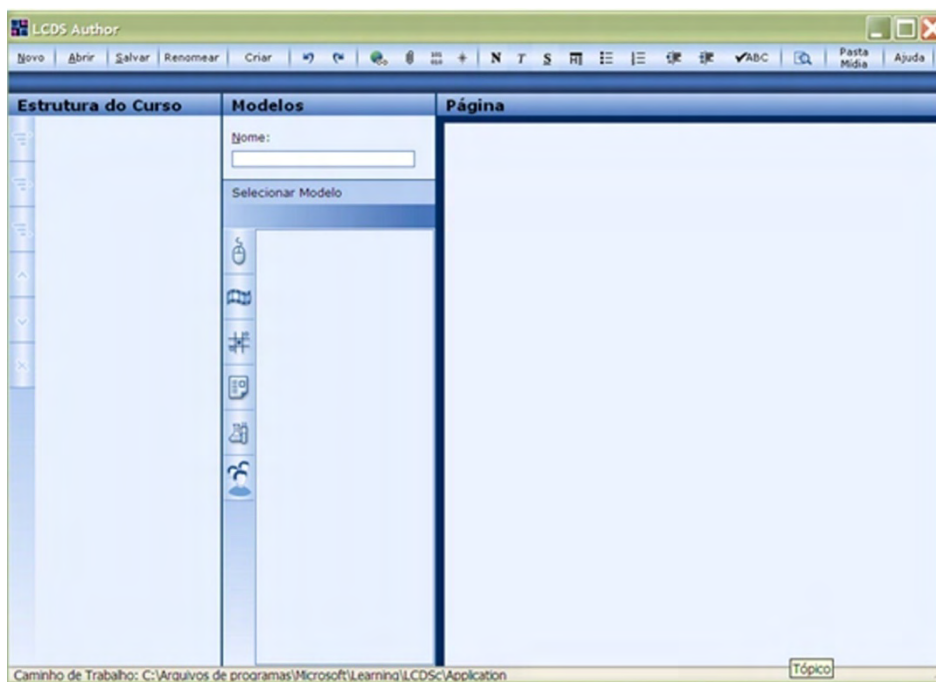 LCDS Author
Novo Abrir Salvar Renomear Criar N T S H ABC Pasta Mídia Ajuda
Estrutura do Curso Modelos Página
Nome:
Selecionar Modelo
Tópico
Caminho de Trabalho: C:\Arquivos de programas\Microsoft\Learning\LCDSc\Application